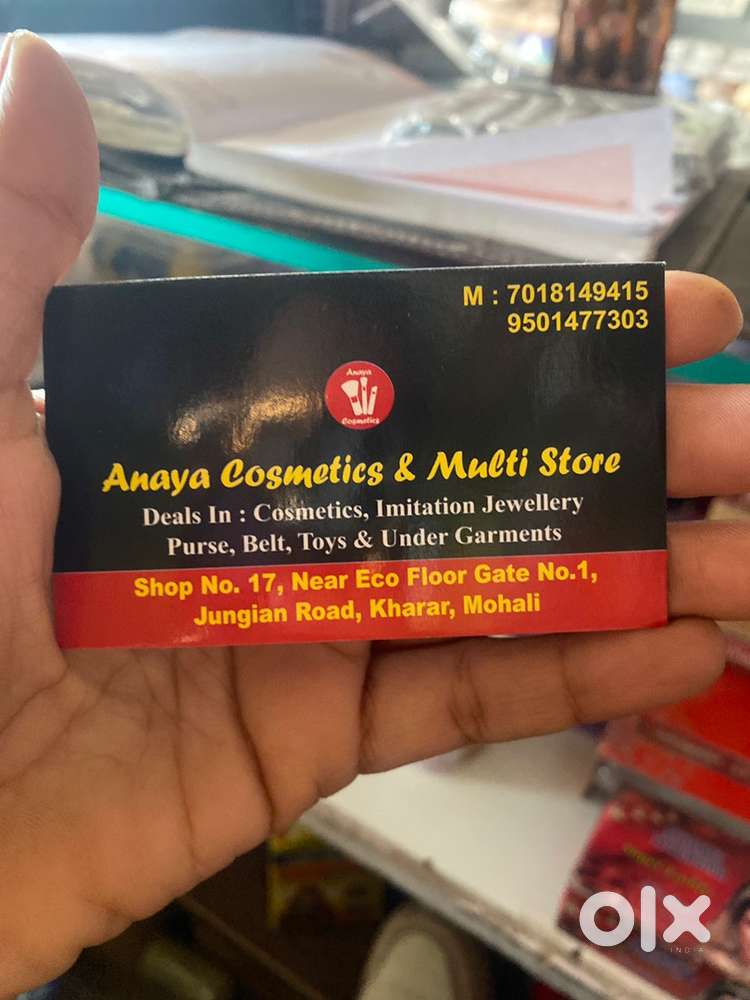 M : 7018149415
9501477303
Anaya
Cosmetics
Anaya Cosmetics & Multi Store
Deals In : Cosmetics, Imitation Jewellery
Purse, Belt, Toys & Under Garments
Shop No. 17, Near Eco Floor Gate No.1,
Jungian Road, Kharar, Mohali
olx
INDIA